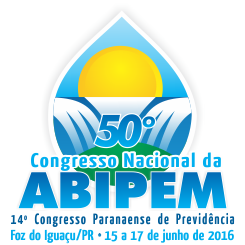 50º
Congresso Nacional da
ABIPEM
14º Congresso Paranaense de Previdência
Foz do Iguaçu/PR • 15 a 17 de junho de 2016